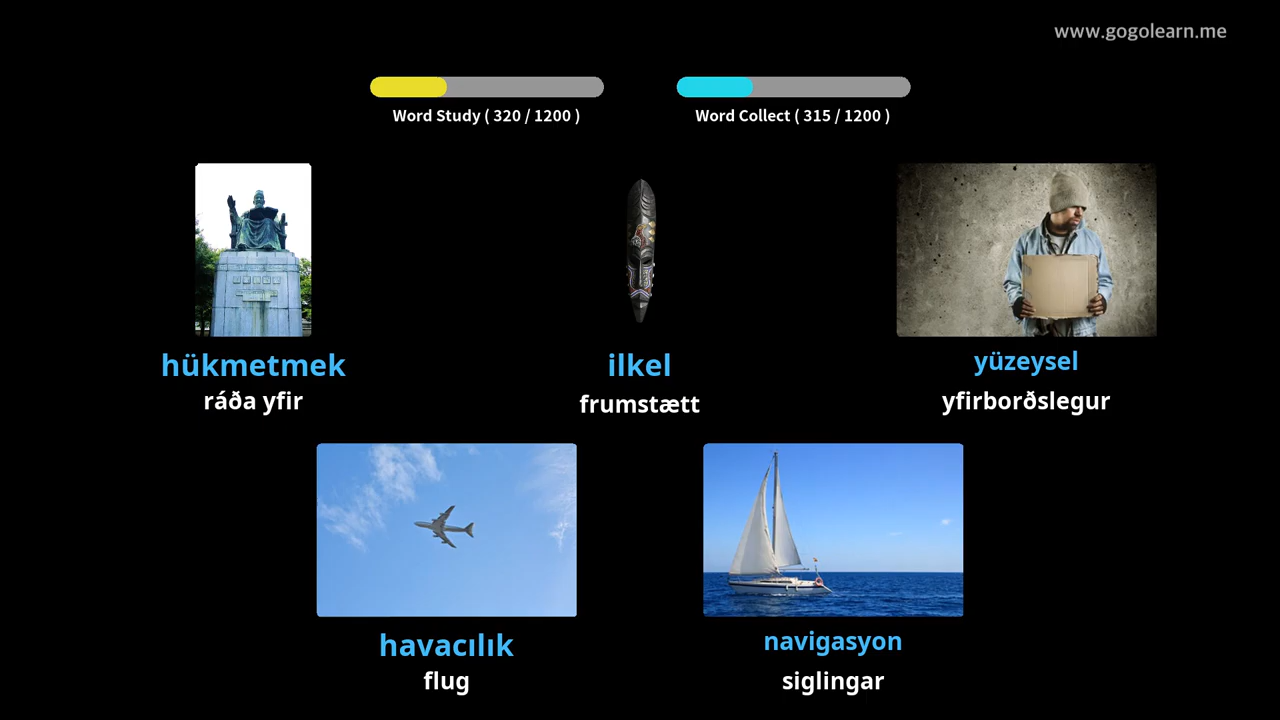 www.gogolearn.me
Word Study ( 320 / 1200 )
Word Collect ( 315 / 1200 )
hükmetmek
ráða yfir
ilkel
frumstætt
yüzeysel
yfirborðslegur
havacılık
flug
navigasyon
siglingar